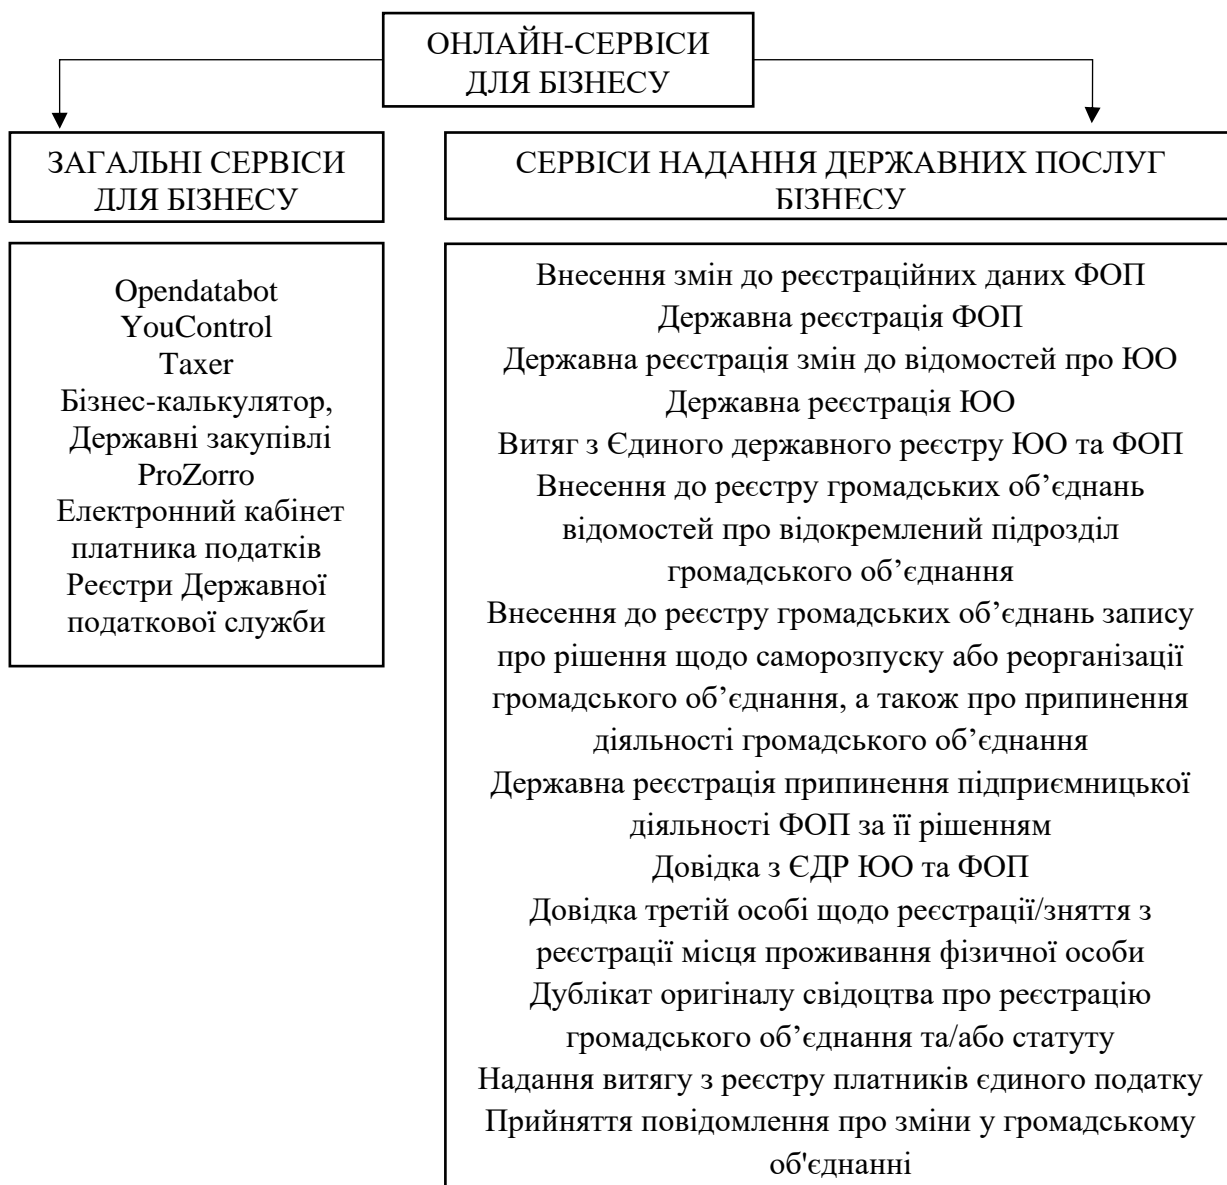 ОНЛАЙН-СЕРВІСИ
ДЛЯ БІЗНЕСУ
ЗАГАЛЬНІ СЕРВІСИ
ДЛЯ БІЗНЕСУ
СЕРВІСИ НАДАННЯ ДЕРЖАВНИХ ПОСЛУГ
БІЗНЕСУ
Opendatabot
YouControl
Taxer
Бізнес-калькулятор,
Державні закупівлі
ProZorro
Електронний кабінет
платника податків
Реєстри Державної
податкової служби
Внесення змін до реєстраційних даних ФОП
Державна реєстрація ФОП
Державна реєстрація змін до відомостей про ЮО
Державна реєстрація ЮО
Витяг з Єдиного державного реєстру ЮО та ФОП
Внесення до реєстру громадських об’єднань
відомостей про відокремлений підрозділ
громадського об’єднання
Внесення до реєстру громадських об’єднань запису
про рішення щодо саморозпуску або реорганізації
громадського об’єднання, а також про припинення
діяльності громадського об’єднання
Державна реєстрація припинення підприємницької
діяльності ФОП за її рішенням
Довідка з ЄДР ЮО та ФОП
Довідка третій особі щодо реєстрації/зняття з
реєстрації місця проживання фізичної особи
Дублікат оригіналу свідоцтва про реєстрацію
громадського об’єднання та/або статуту
Надання витягу з реєстру платників єдиного податку
Прийняття повідомлення про зміни у громадському
об'єднанні